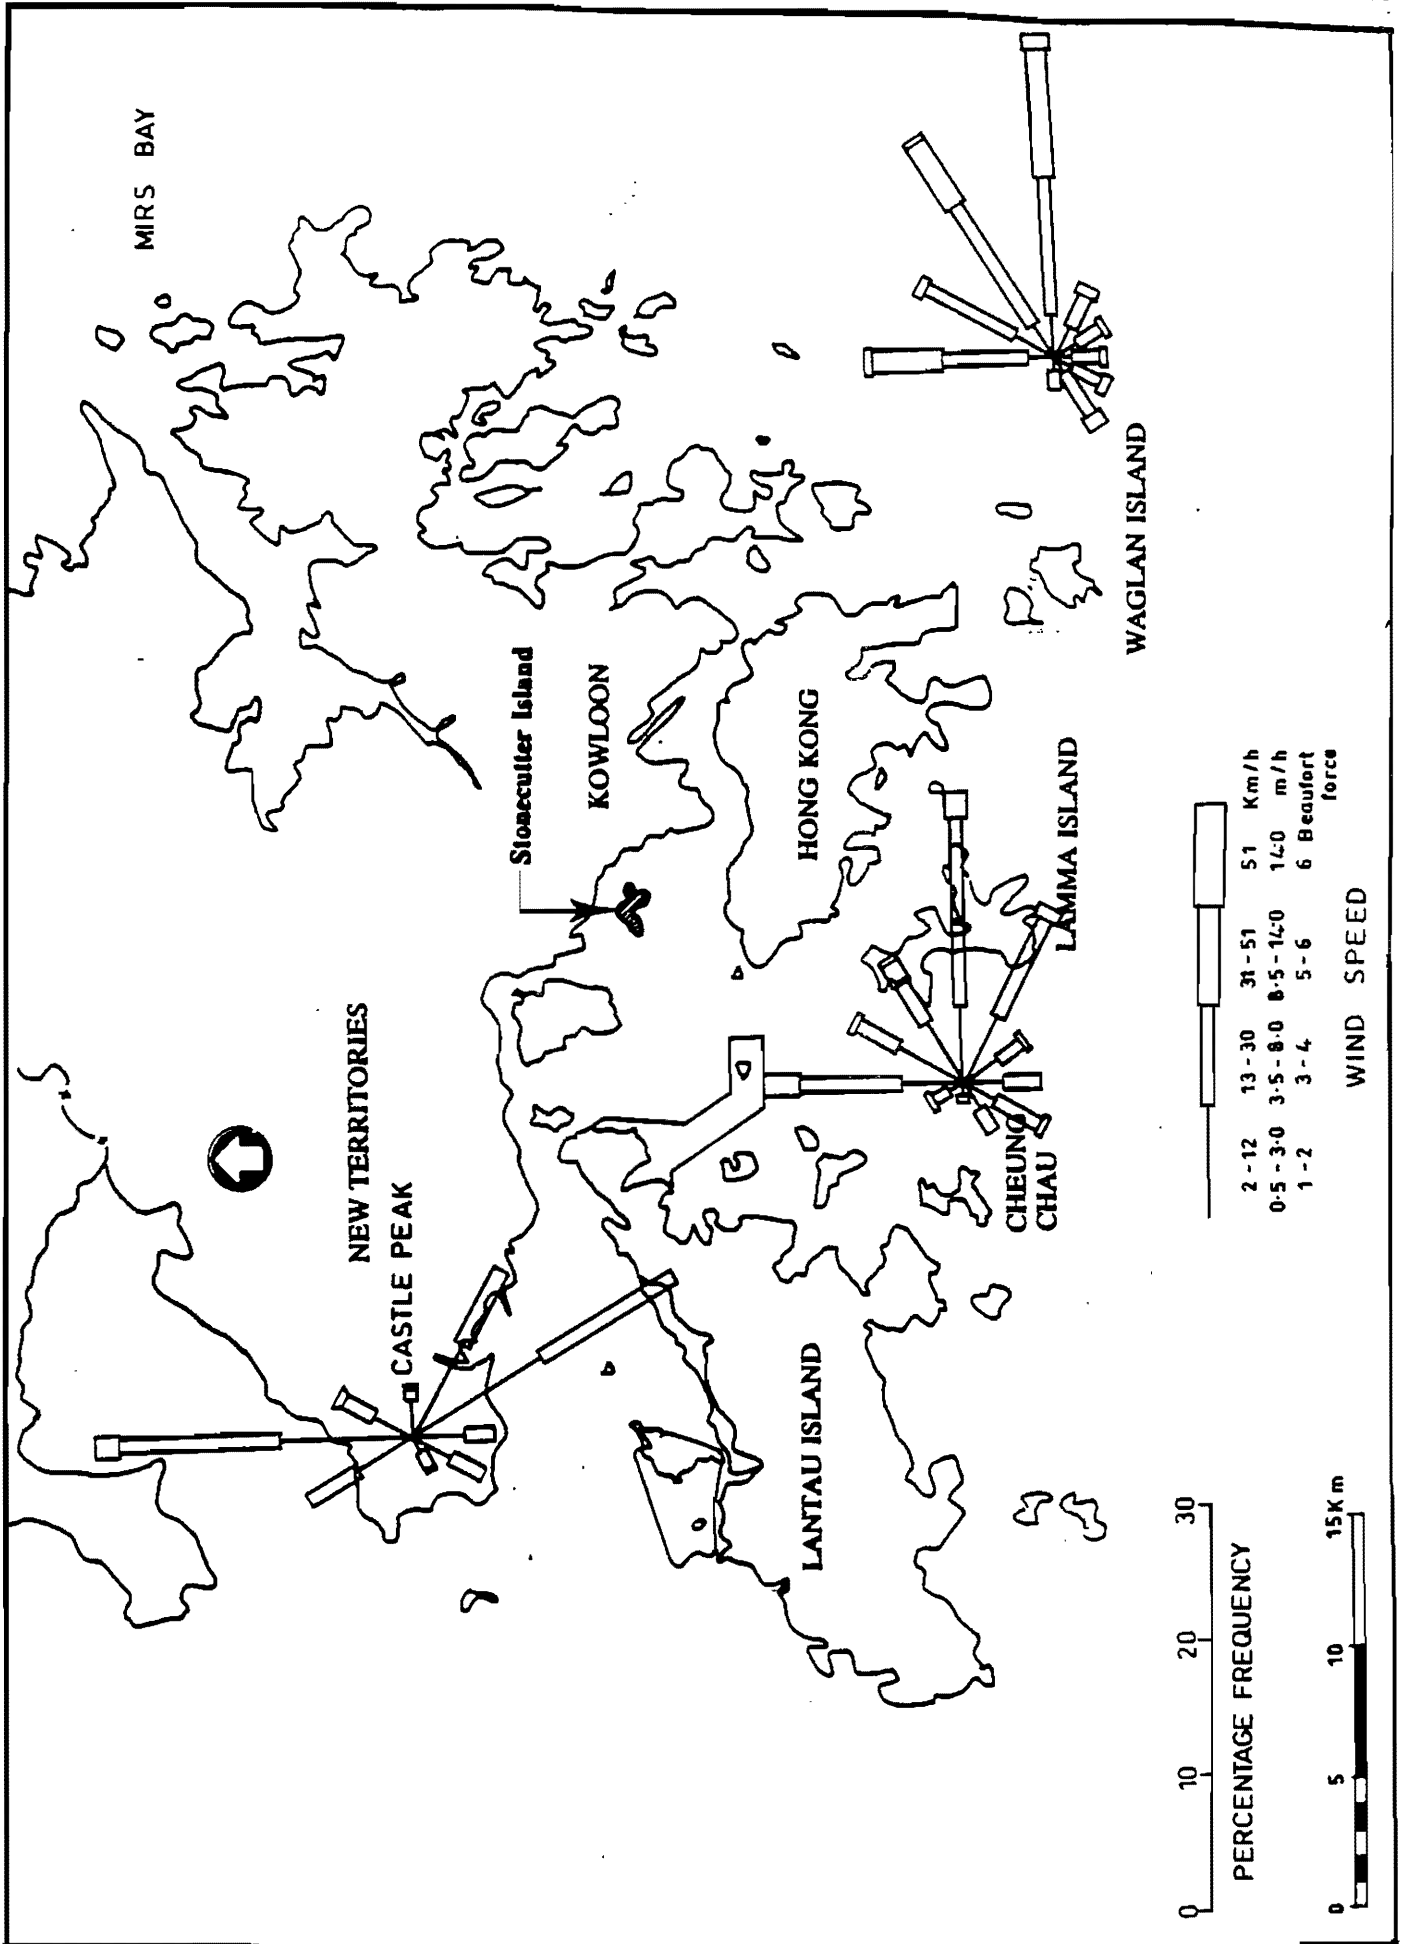 MIRS BAY
NEW TERRITORIES
CASTLE PEAK
Stonecutter Island
KOWLOON
HONG KONG
LANTAU ISLAND
CHEUNG
CHAU
LAMMA ISLAND
WAGLAN ISLAND
0 10 20 30
PERCENTAGE FREQUENCY
0 5 10 15Km
2-12 13-30 31-51 51 Km/h
0·5-3·0 3·5-8·0 8·5-14·0 14·0 m/h
1-2 3-4 5-6 6 Beaufort
force
WIND SPEED